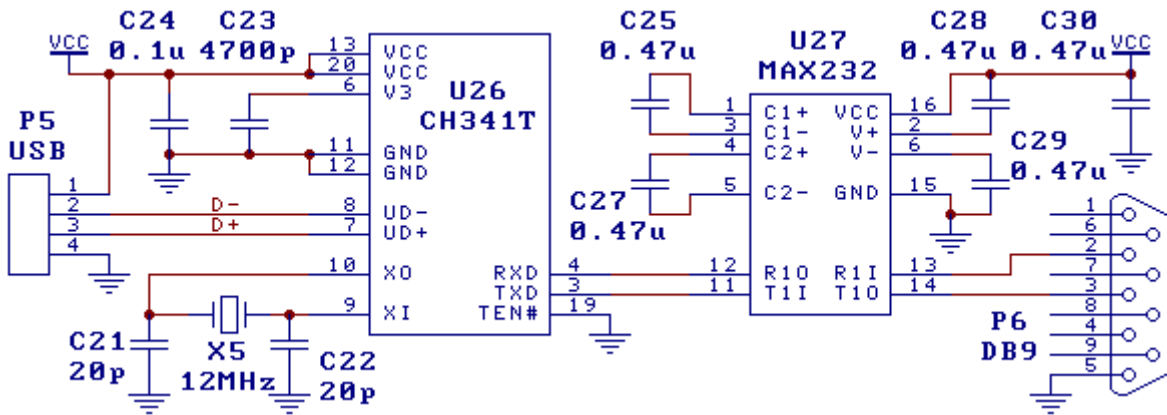 C24 C23 C25 C28 C30
VCC 0.1u 4700p 0.47u U27 0.47u 0.47u VCC
MAX232
13 VCC
20 VCC
6 V3
U26
CH341T
P5
USB
11 GND
12 GND
1 C1+ VCC 16
3 C1- V+ 2
4 C2+ V- 6
5 C2- GND 15
C29
0.47u
C27
0.47u
1
2 D- 8 UD-
3 D+ 7 UD+
4
10 XO RXD 4 12 R1O R1I 13
TXD 3 11 T1I T1O 14
9 XI TEN# 19
C21
20p
X5
12MHz
C22
20p
P6
DB9
1
6
2
7
3
8
4
9
5